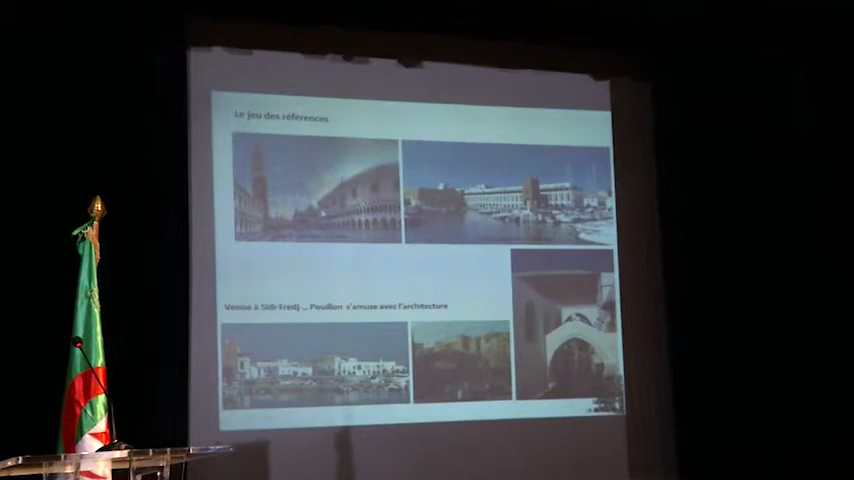 Le jeu des références
Venise à Sidi-Fredj ... Pouillon s'amuse avec l'architecture